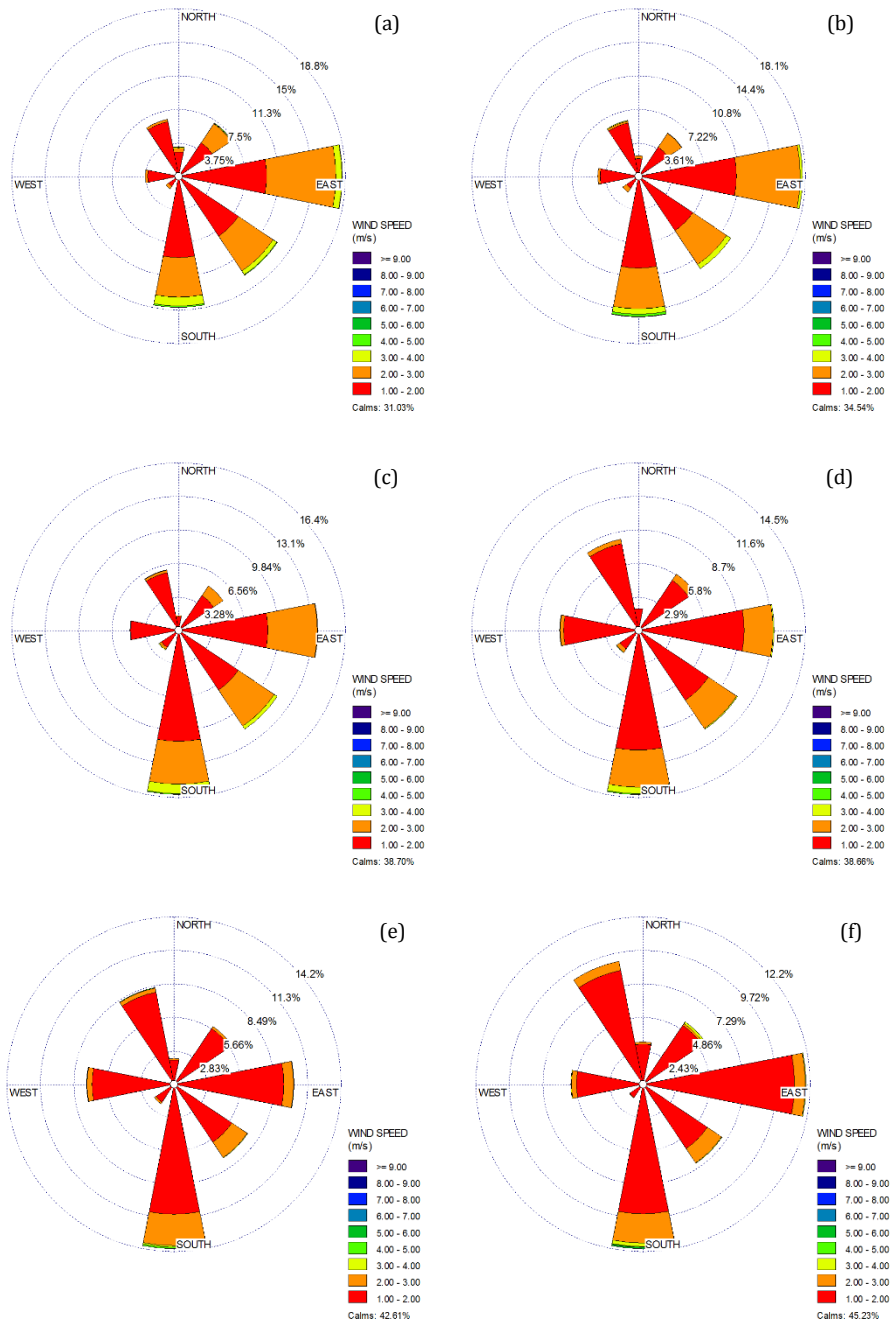 (a)
NORTH
18.8%
15%
11.3%
7.5%
3.75%
WEST
EAST
SOUTH
WIND SPEED
(m/s)
>= 9.00
8.00 - 9.00
7.00 - 8.00
6.00 - 7.00
5.00 - 6.00
4.00 - 5.00
3.00 - 4.00
2.00 - 3.00
1.00 - 2.00
Calms: 31.03%
(b)
NORTH
18.1%
14.4%
10.8%
7.22%
3.61%
WEST
EAST
SOUTH
WIND SPEED
(m/s)
>= 9.00
8.00 - 9.00
7.00 - 8.00
6.00 - 7.00
5.00 - 6.00
4.00 - 5.00
3.00 - 4.00
2.00 - 3.00
1.00 - 2.00
Calms: 34.54%
(c)
NORTH
16.4%
13.1%
9.84%
6.56%
3.28%
WEST
EAST
SOUTH
WIND SPEED
(m/s)
>= 9.00
8.00 - 9.00
7.00 - 8.00
6.00 - 7.00
5.00 - 6.00
4.00 - 5.00
3.00 - 4.00
2.00 - 3.00
1.00 - 2.00
Calms: 38.70%
(d)
NORTH
14.5%
11.6%
8.7%
5.8%
2.9%
WEST
EAST
SOUTH
WIND SPEED
(m/s)
>= 9.00
8.00 - 9.00
7.00 - 8.00
6.00 - 7.00
5.00 - 6.00
4.00 - 5.00
3.00 - 4.00
2.00 - 3.00
1.00 - 2.00
Calms: 38.66%
(e)
NORTH
14.2%
11.3%
8.49%
5.66%
2.83%
WEST
EAST
SOUTH
WIND SPEED
(m/s)
>= 9.00
8.00 - 9.00
7.00 - 8.00
6.00 - 7.00
5.00 - 6.00
4.00 - 5.00
3.00 - 4.00
2.00 - 3.00
1.00 - 2.00
Calms: 42.61%
(f)
NORTH
12.2%
9.72%
7.29%
4.86%
2.43%
WEST
EAST
SOUTH
WIND SPEED
(m/s)
>= 9.00
8.00 - 9.00
7.00 - 8.00
6.00 - 7.00
5.00 - 6.00
4.00 - 5.00
3.00 - 4.00
2.00 - 3.00
1.00 - 2.00
Calms: 45.23%